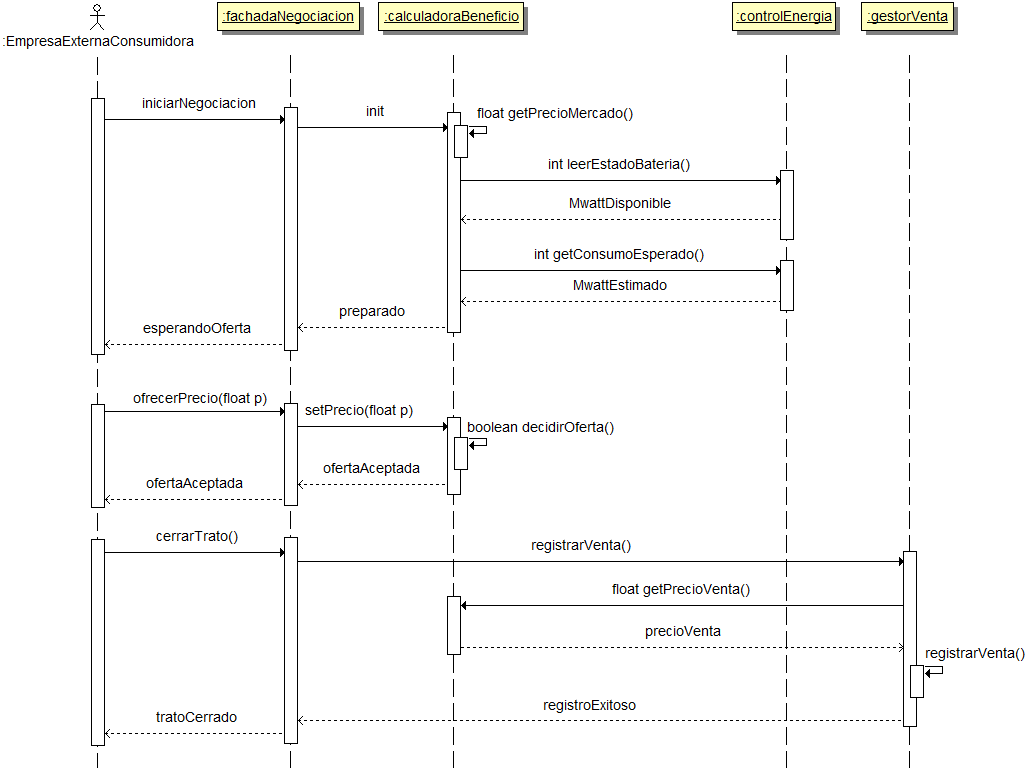 :fachadaNegociacion
:calculadoraBeneficio
:controlEnergia
:gestorVenta
:EmpresaExternaConsumidora
iniciarNegociacion
init
float getPrecioMercado()
int leerEstadoBateria()
MwattDisponible
int getConsumoEsperado()
MwattEstimado
preparado
esperandoOferta
ofrecerPrecio(float p)
setPrecio(float p)
boolean decidirOferta()
ofertaAceptada
ofertaAceptada
cerrarTrato()
registrarVenta()
float getPrecioVenta()
precioVenta
registrarVenta()
registroExitoso
tratoCerrado